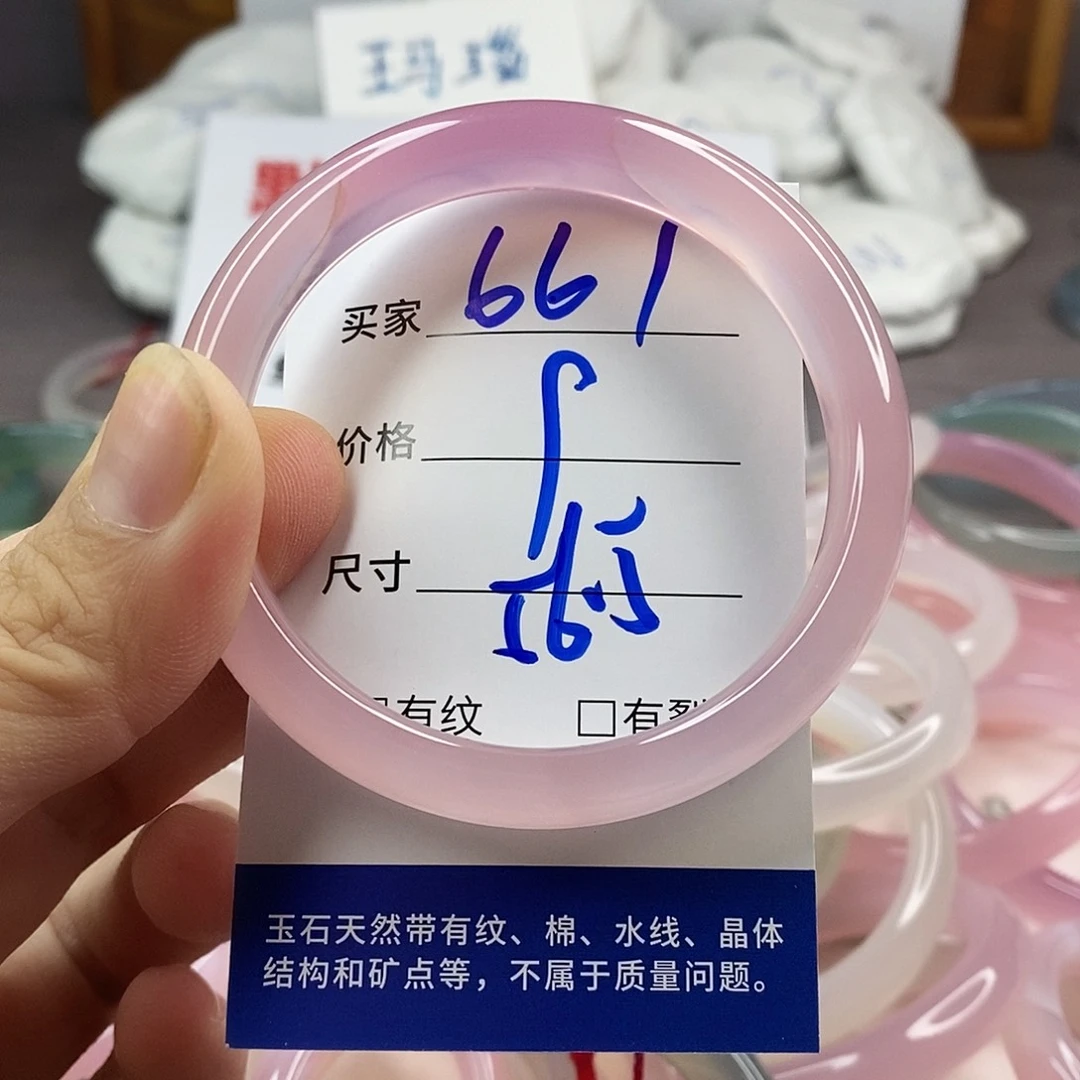 玛瑙
买家 661
价格
尺寸
有纹 □有裂
玉石天然带有纹、棉、水线、晶体
结构和矿点等，不属于质量问题。